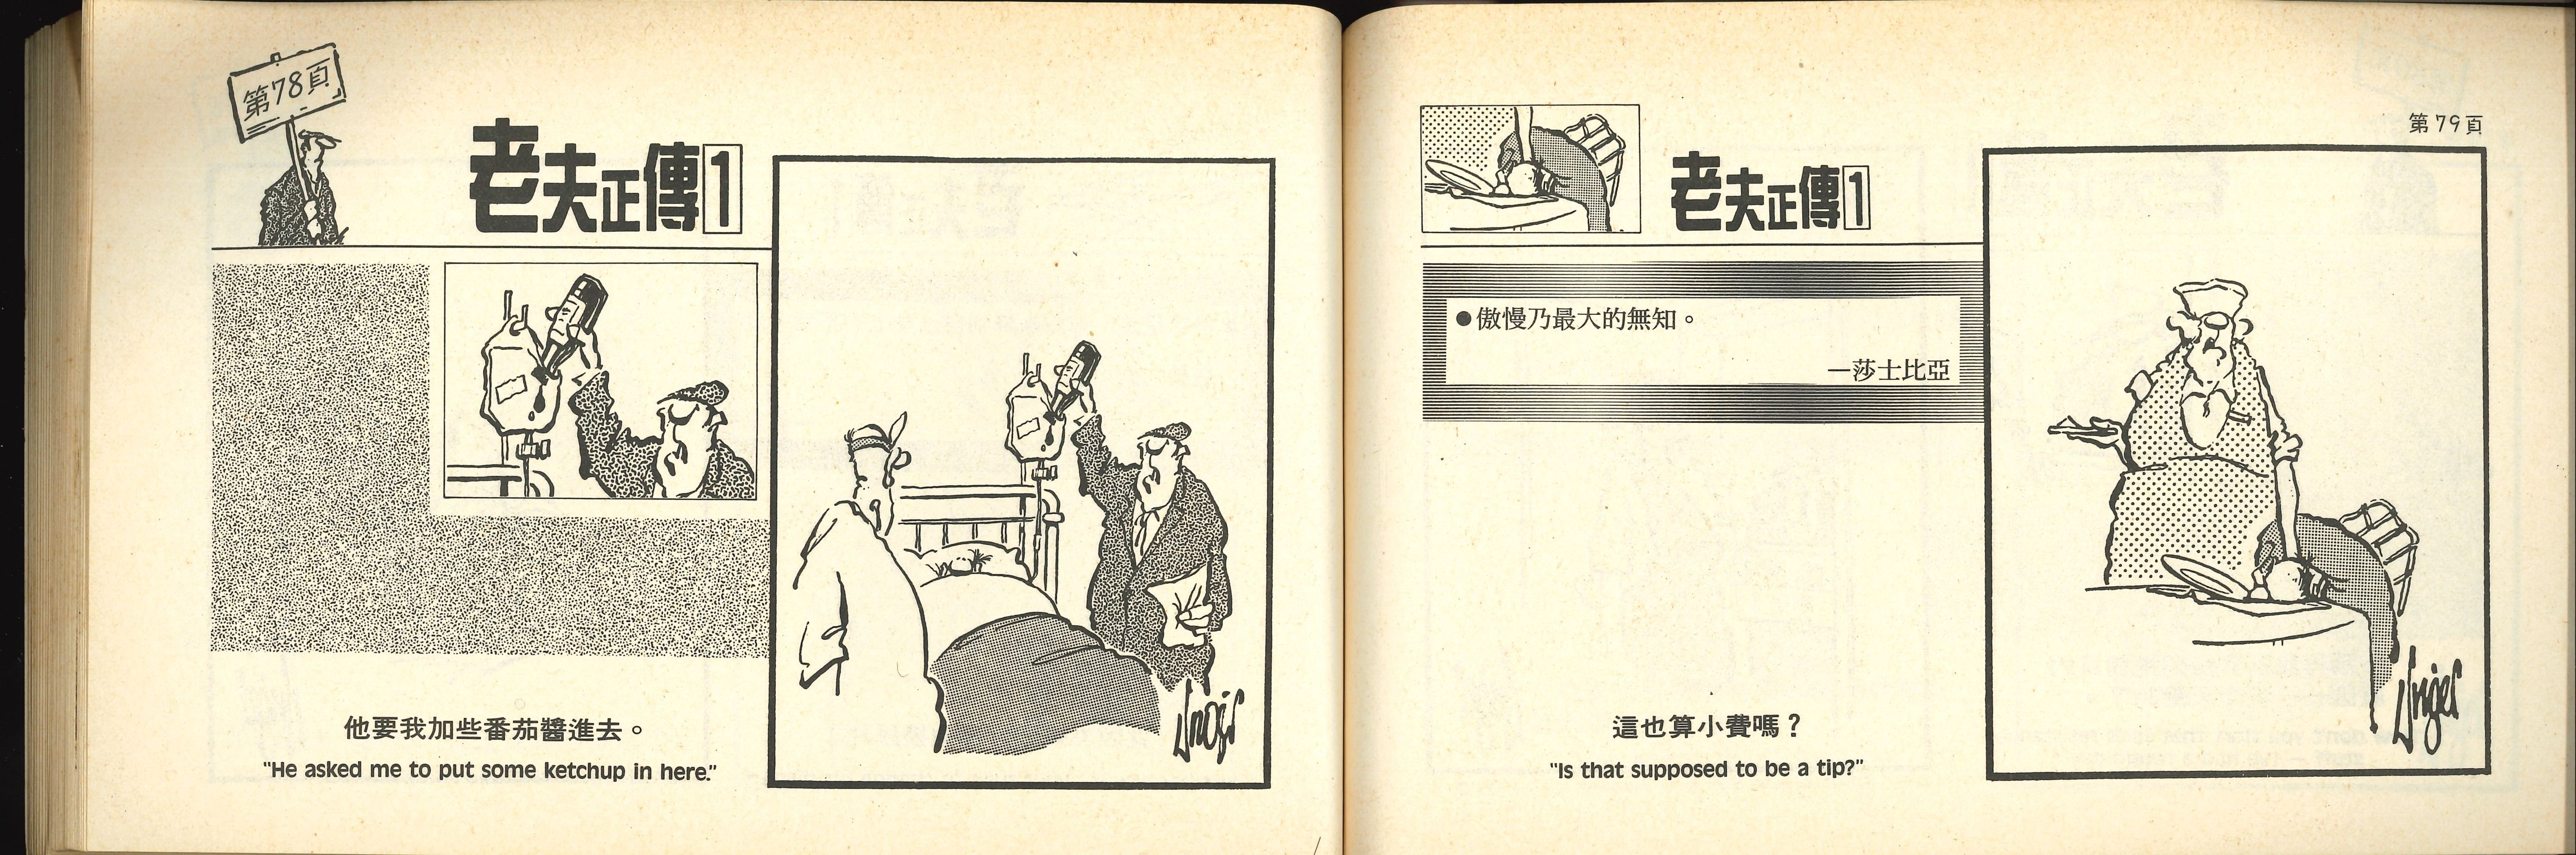 第78頁
老夫正傳1
他要我加些番茄醬進去。
"He asked me to put some ketchup in here."
第79頁
老夫正傳1
●傲慢乃最大的無知。
—莎士比亞
這也算小費嗎？
"Is that supposed to be a tip?"